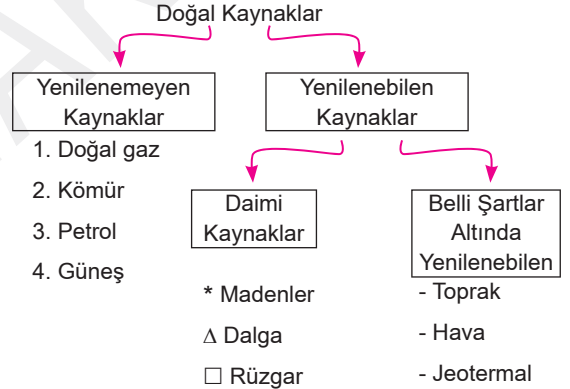 Doğal Kaynaklar
Yenilenemeyen
Kaynaklar
1. Doğal gaz
2. Kömür
3. Petrol
4. Güneş
Yenilenebilen
Kaynaklar
Daimi
Kaynaklar
* Madenler
∆ Dalga
□ Rüzgar
Belli Şartlar
Altında
Yenilenebilen
- Toprak
- Hava
- Jeotermal